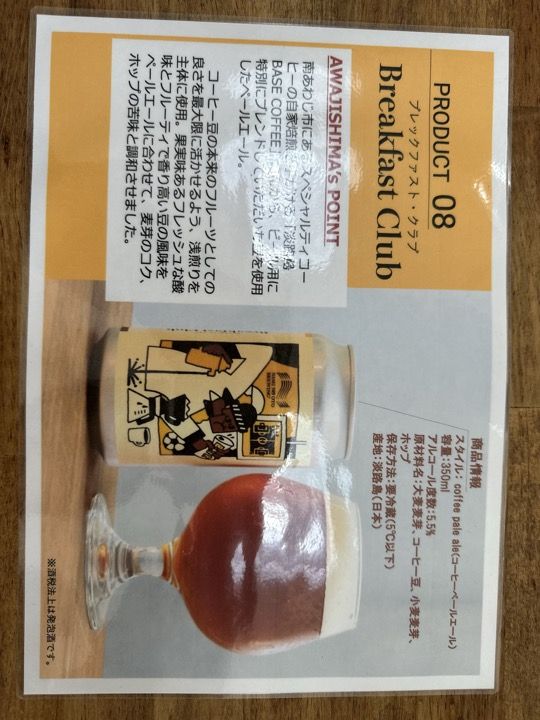 PRODUCT 08
ブレックファスト・クラブ
Breakfast Club
AWAJISHIMA's POINT
南あわじ市にあるスペシャルティコー
ヒーの自家焙煎
BASE COFFEE
特別にブレンドしていただいた豆を使用
したペールエール。
コーヒー豆の本来のフルーツとしての
良さを最大限に活かせるよう、浅煎りを
主体に使用。果実味あるフレッシュな酸
味とフルーティで香り高い豆の風味を
ペールエールに合わせて、麦芽のコク、
ホップの苦味と調和させました。
商品情報
スタイル：coffee pale ale(コーヒーペールエール)
容量：350ml
アルコール度数：5.5%
原材料名：大麦麦芽、コーヒー豆、小麦麦芽、
ホップ
保存方法：要冷蔵(5℃以下)
産地：淡路島(日本)
※酒税法上は発泡酒です。